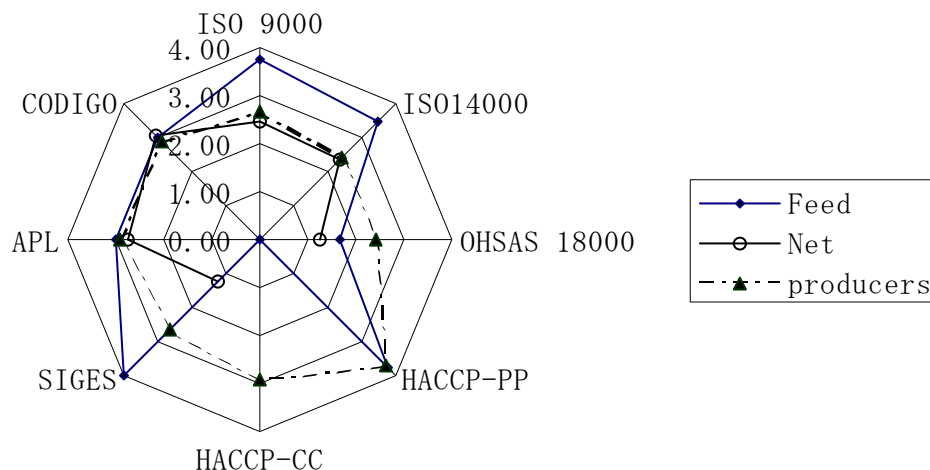 ISO 9000
4.00
CODIGO
ISO14000
3.00
2.00
1.00
APL
0.00
OHSAS 18000
SIGES
HACCP-PP
HACCP-CC
Feed
Net
producers